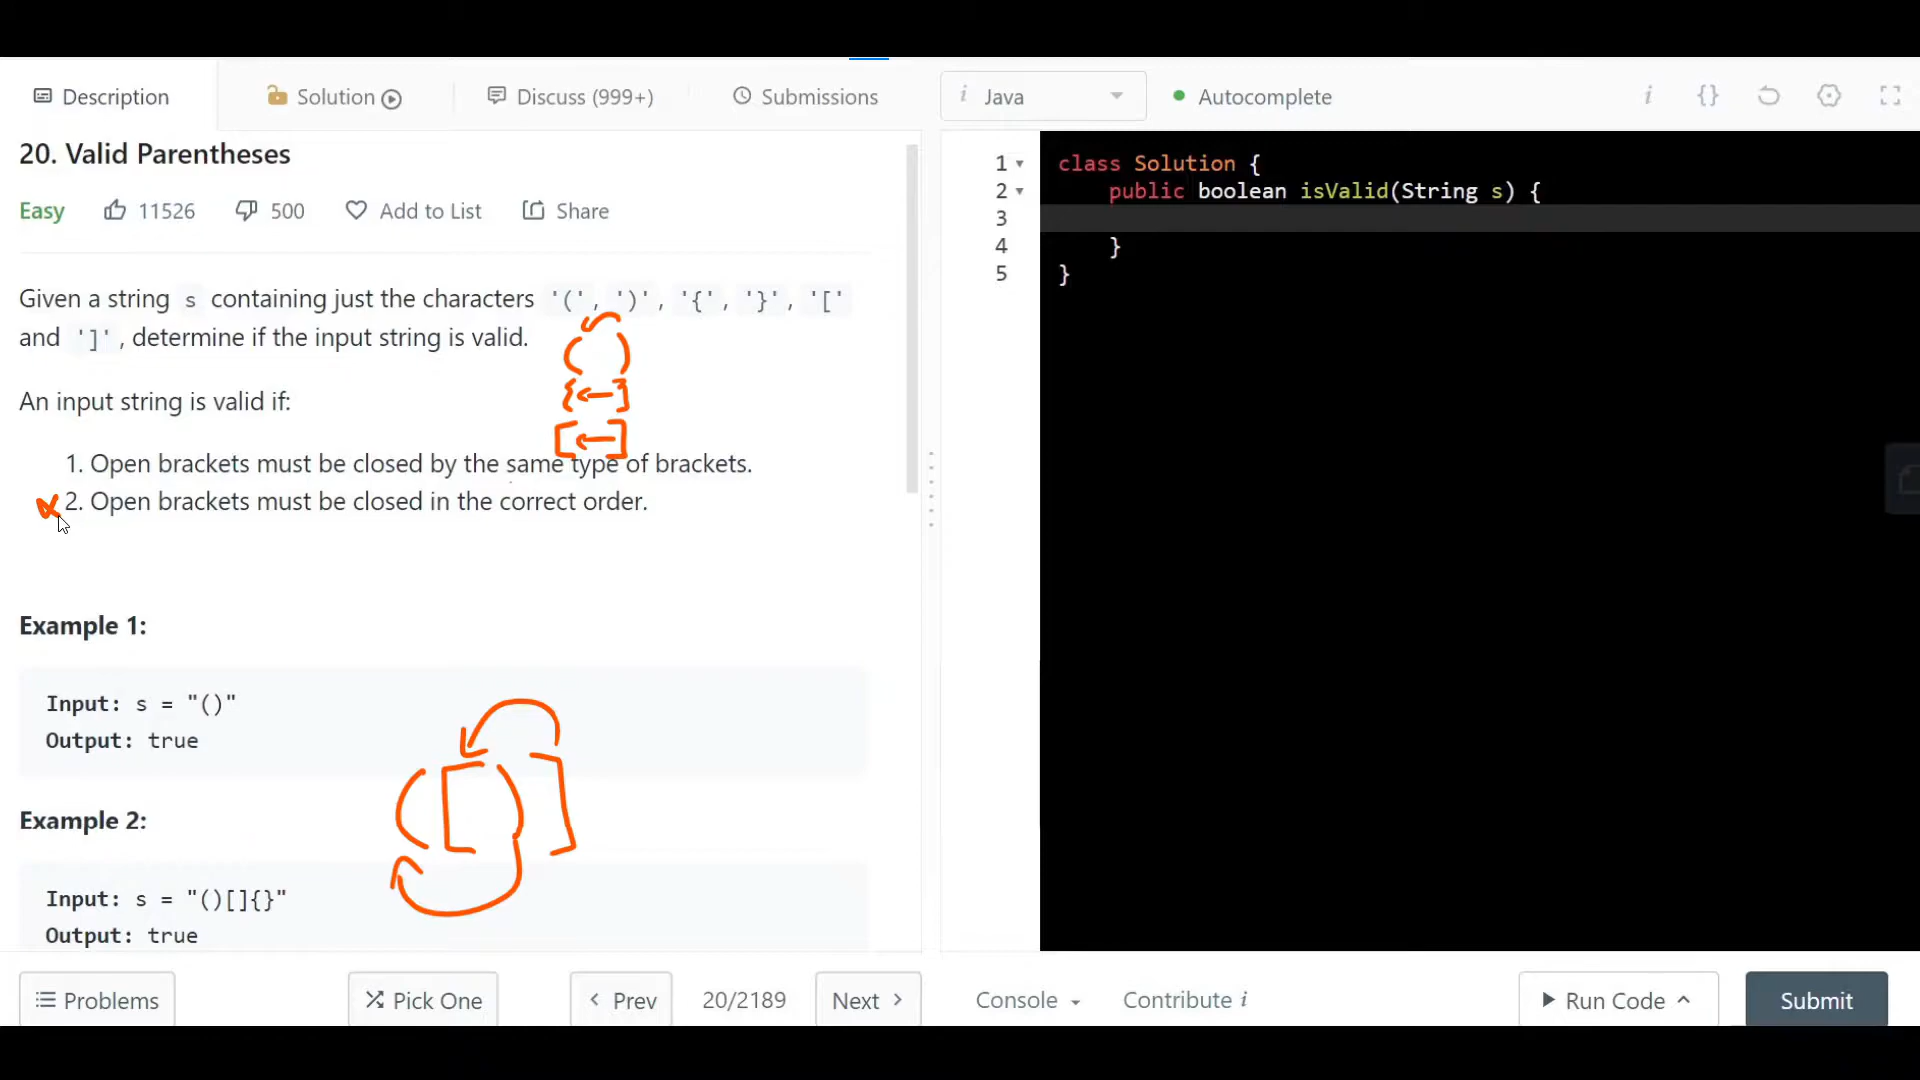 Description Solution Discuss (999+) Submissions i Java Autocomplete i {}
20. Valid Parentheses
Easy 11526 500 Add to List Share
Given a string s containing just the characters '(', ')', '{', '}', '['
and ']', determine if the input string is valid.
( )
{ ← }
[ ← ]
An input string is valid if:
1. Open brackets must be closed by the same type of brackets.
2. Open brackets must be closed in the correct order.
Example 1:
Input: s = "()"
Output: true
( [ ) ]
Example 2:
Input: s = "()[]{}"
Output: true
1 class Solution {
2 public boolean isValid(String s) {
3
4 }
5 }
Problems Pick One Prev 20/2189 Next Console Contribute i Run Code Submit